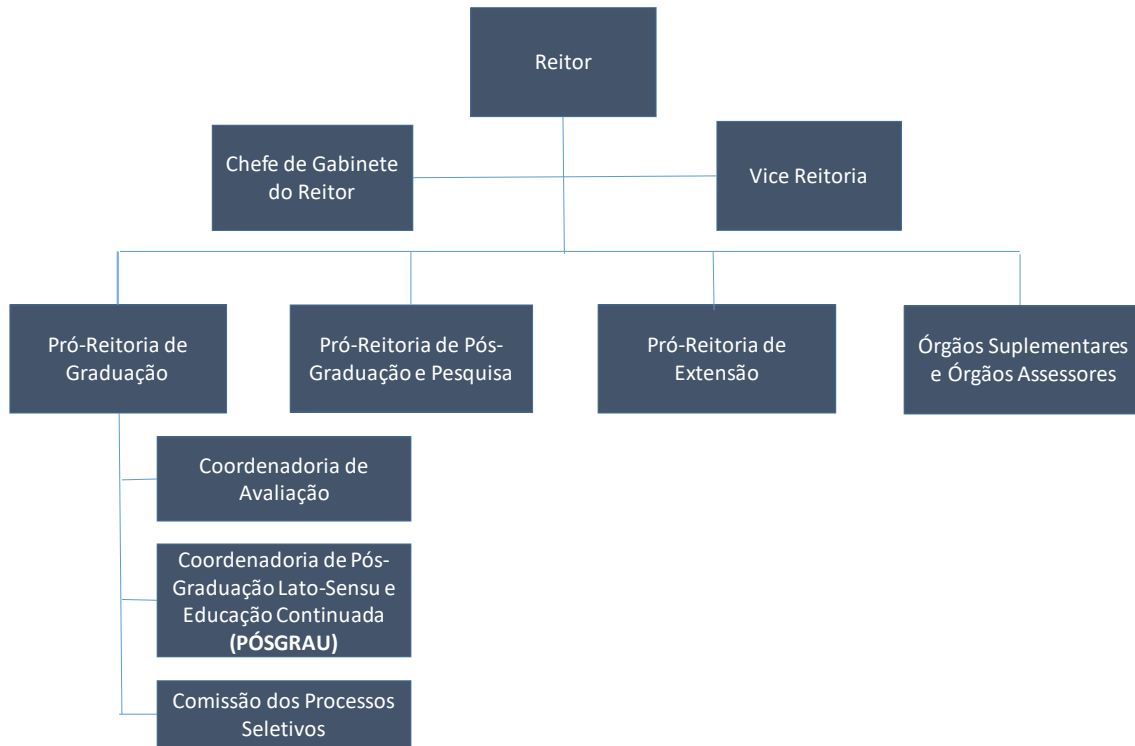 Reitor
Chefe de Gabinete
do Reitor
Vice Reitoria
Pró-Reitoria de
Graduação
Pró-Reitoria de Pós-
Graduação e Pesquisa
Pró-Reitoria de
Extensão
Órgãos Suplementares
e Órgãos Assessores
Coordenadoria de
Avaliação
Coordenadoria de Pós-
Graduação Lato-Sensu e
Educação Continuada
(PÓSGRAU)
Comissão dos Processos
Seletivos